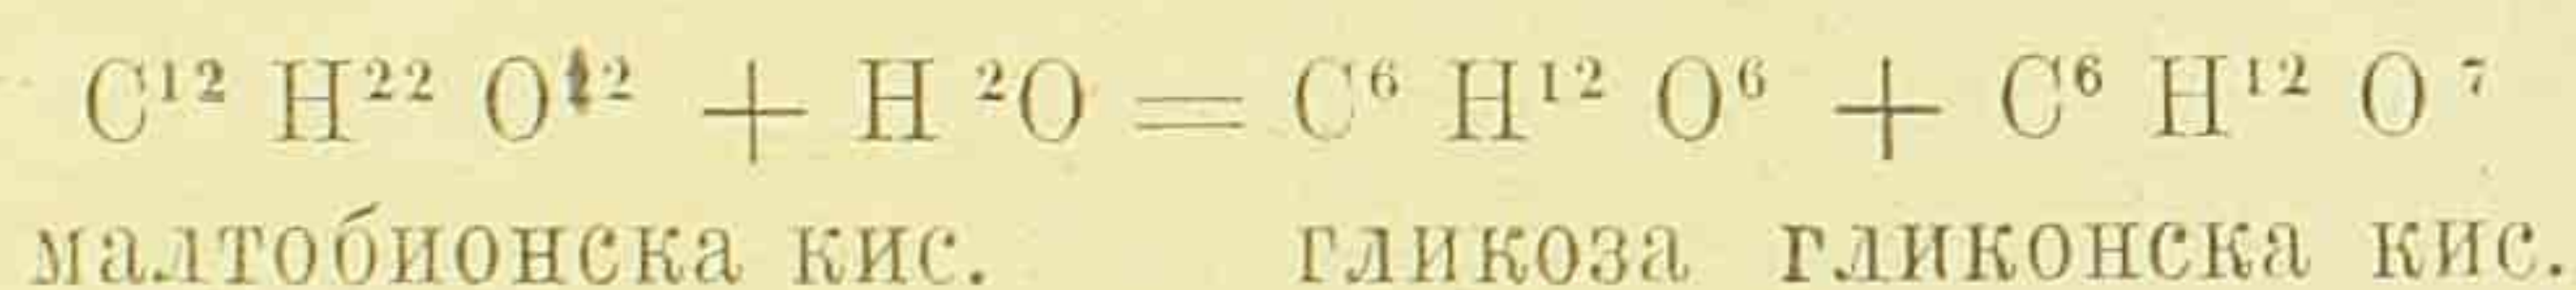 C¹² H²² O¹² + H ²O = C⁶ H¹² O⁶ + C⁶ H¹² O ⁷
малтобионска кис. гликоза гликонска кис.